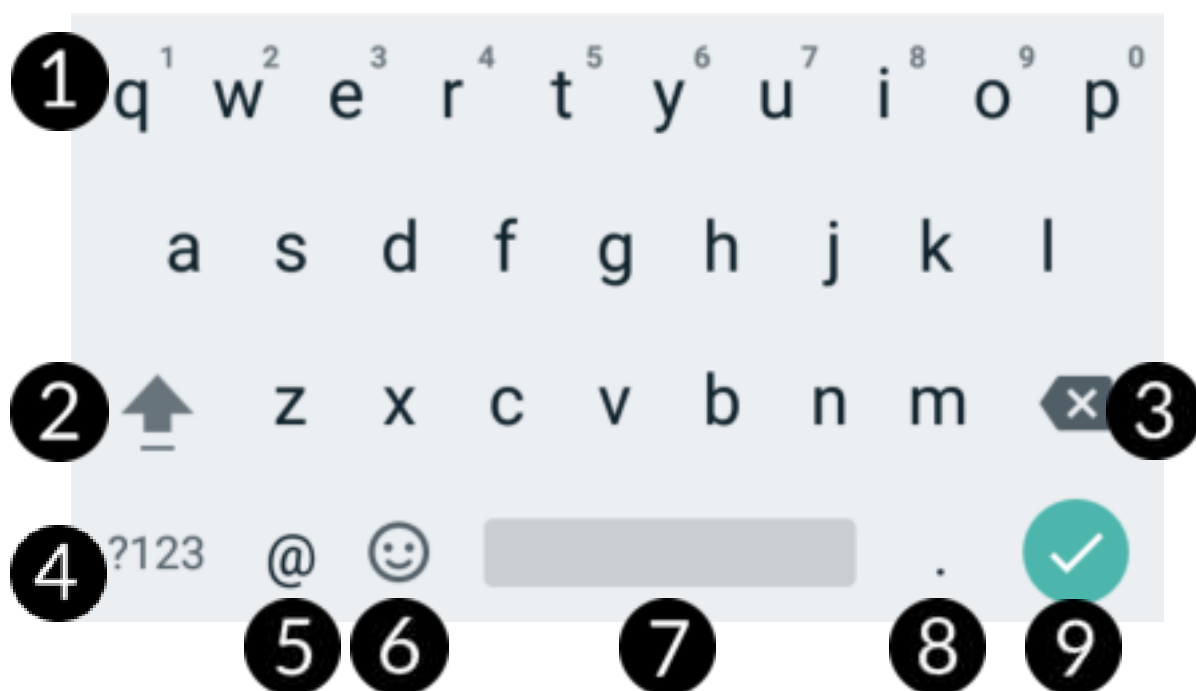 1 2 3 4 5 6 7 8 9 0
1 q w e r t y u i o p
a s d f g h j k l
2 z x c v b n m 3
4 ?123 @ .
5 6 7 8 9